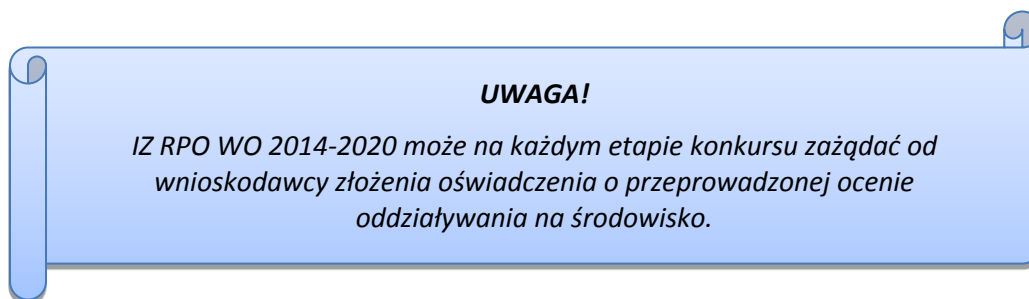 UWAGA!
IZ RPO WO 2014-2020 może na każdym etapie konkursu zażądać od
wnioskodawcy złożenia oświadczenia o przeprowadzonej ocenie
oddziaływania na środowisko.